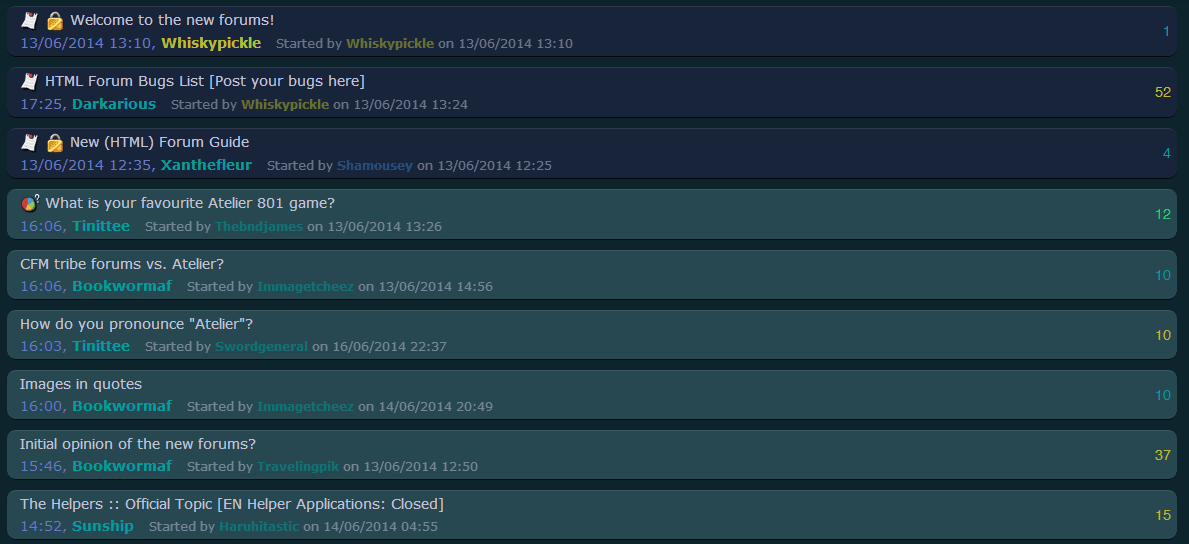 Welcome to the new forums!
1
13/06/2014 13:10, Whiskypickle Started by Whiskypickle on 13/06/2014 13:10
HTML Forum Bugs List [Post your bugs here]
52
17:25, Darkarious Started by Whiskypickle on 13/06/2014 13:24
New (HTML) Forum Guide
4
13/06/2014 12:35, Xanthefleur Started by Shamousey on 13/06/2014 12:25
What is your favourite Atelier 801 game?
12
16:06, Tinittee Started by Thebndjames on 13/06/2014 13:26
CFM tribe forums vs. Atelier?
10
16:06, Bookwormaf Started by Immagetcheez on 13/06/2014 14:56
How do you pronounce "Atelier"?
10
16:03, Tinittee Started by Swordgeneral on 16/06/2014 22:37
Images in quotes
10
16:00, Bookwormaf Started by Immagetcheez on 14/06/2014 20:49
Initial opinion of the new forums?
37
15:46, Bookwormaf Started by Travelingpik on 13/06/2014 12:50
The Helpers :: Official Topic [EN Helper Applications: Closed]
15
14:52, Sunship Started by Haruhitastic on 14/06/2014 04:55